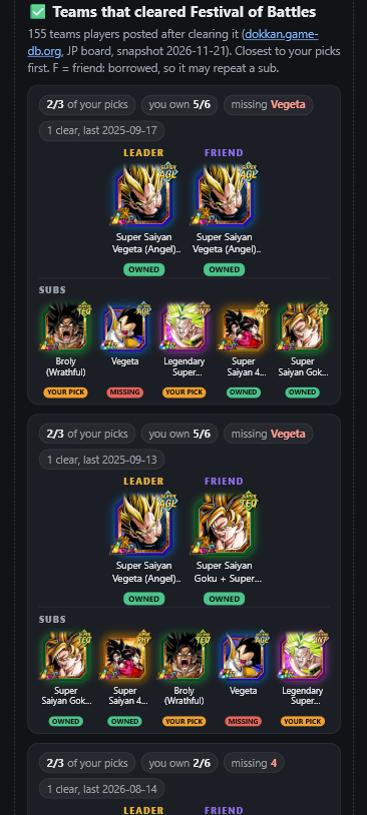 Teams that cleared Festival of Battles
155 teams players posted after clearing it (dokkan.game-
db.org, JP board, snapshot 2026-11-21). Closest to your picks
first. F = friend: borrowed, so it may repeat a sub.
2/3 of your picks you own 5/6 missing Vegeta
1 clear, last 2025-09-17
LEADER FRIEND
Super Saiyan Vegeta (Angel).. Super Saiyan Vegeta (Angel)..
OWNED OWNED
SUBS
Broly (Wrathful) Vegeta Legendary Super... Super Saiyan 4... Super Saiyan Gok...
YOUR PICK MISSING YOUR PICK OWNED OWNED
2/3 of your picks you own 5/6 missing Vegeta
1 clear, last 2025-09-13
LEADER FRIEND
Super Saiyan Vegeta (Angel).. Super Saiyan Goku + Super...
OWNED OWNED
SUBS
Super Saiyan Gok... Super Saiyan 4... Broly (Wrathful) Vegeta Legendary Super...
OWNED OWNED YOUR PICK MISSING YOUR PICK
2/3 of your picks you own 2/6 missing 4
1 clear, last 2026-08-14
LEADER FRIEND